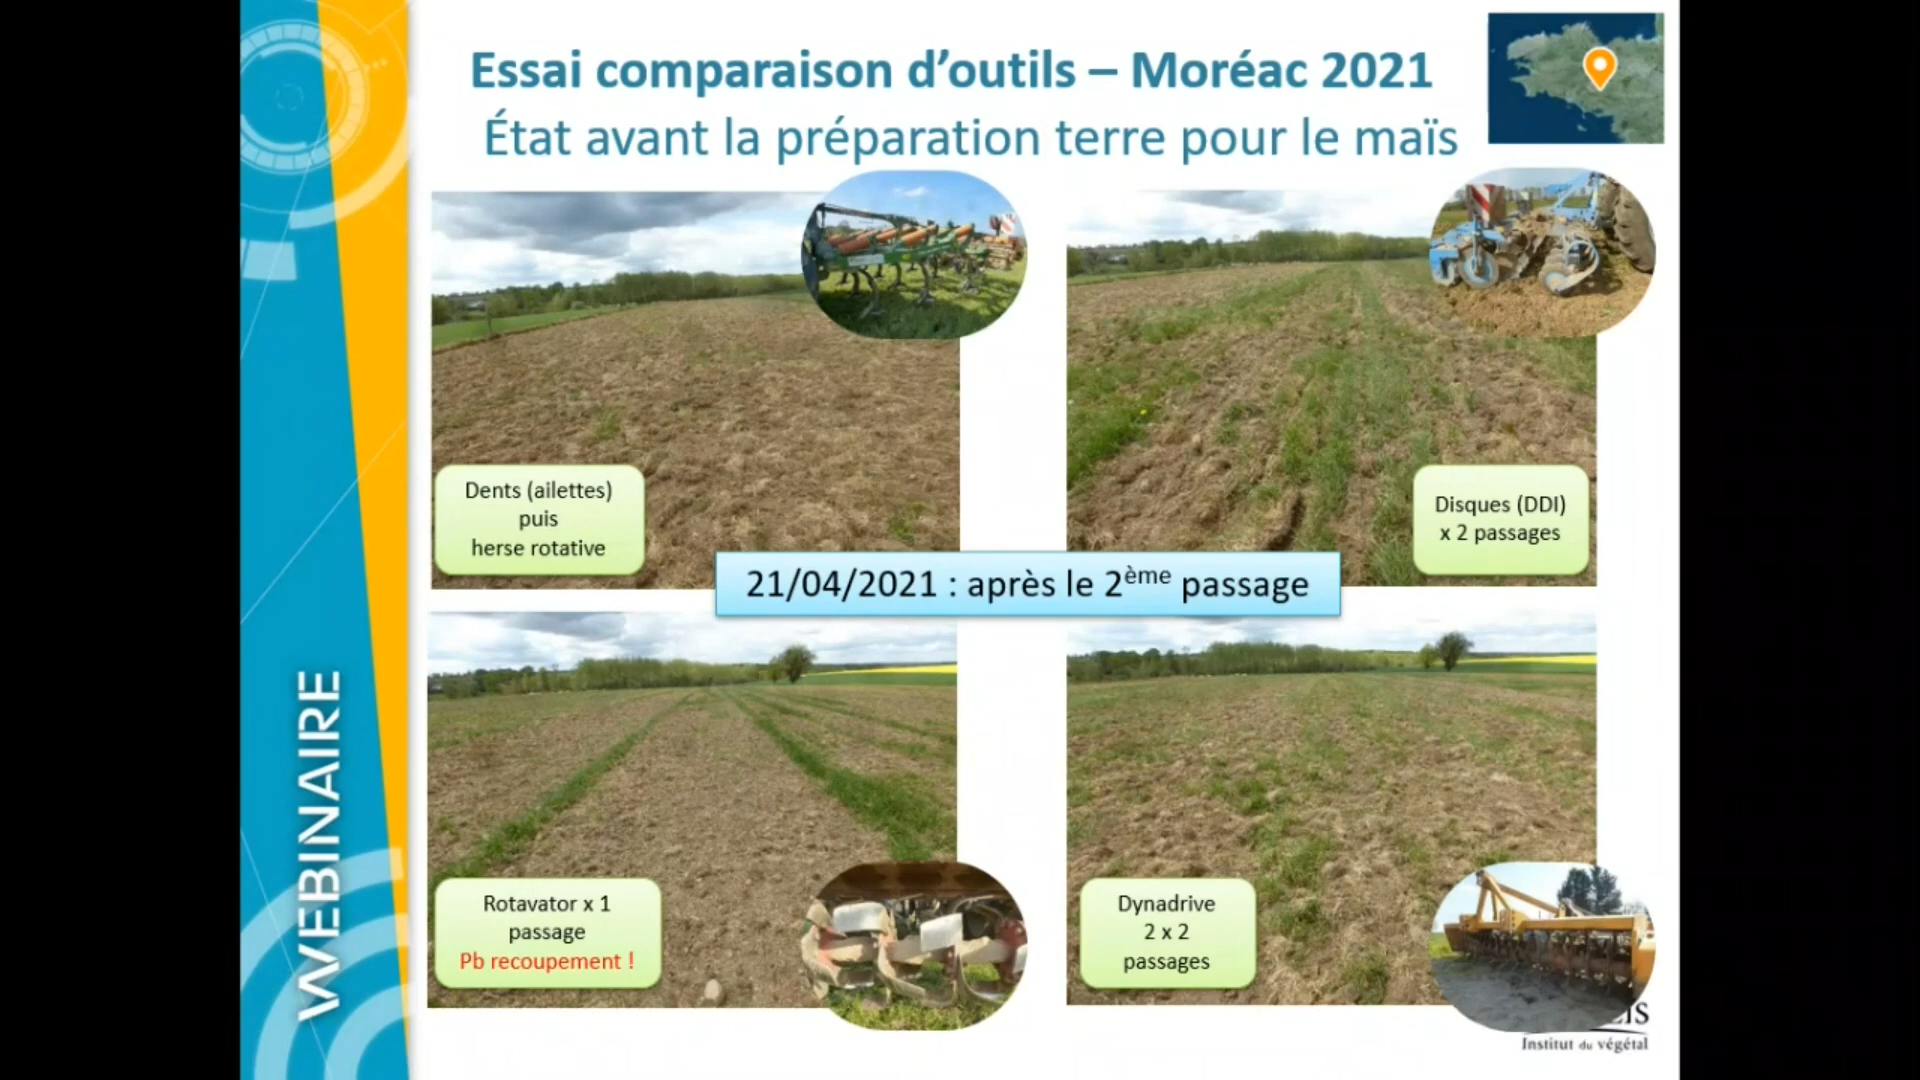 Essai comparaison d'outils – Moréac 2021
État avant la préparation terre pour le maïs
Dents (ailettes)
puis
herse rotative
Disques (DDI)
x 2 passages
21/04/2021 : après le 2ème passage
Rotavator x 1
passage
Pb recoupement !
Dynadrive
2 x 2
passages
WEBINAIRE
Institut du végétal